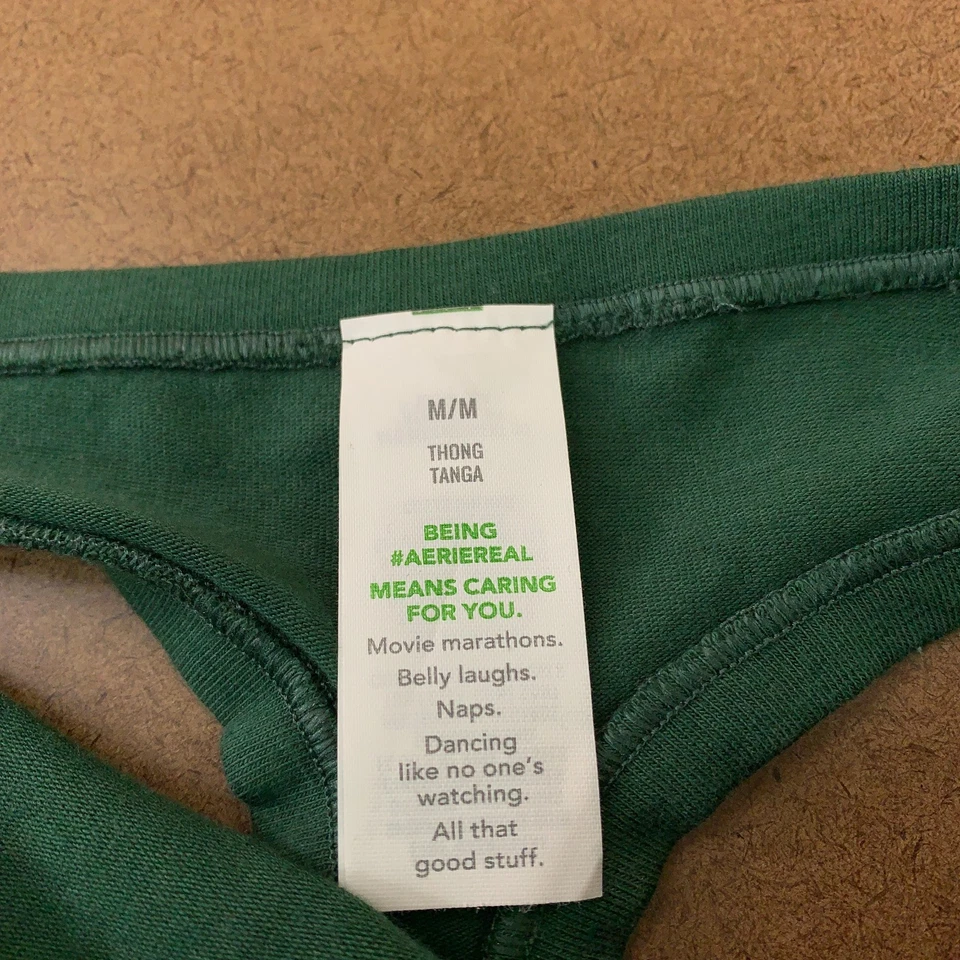 M/M
THONG
TANGA
BEING
#AERIEREAL
MEANS CARING
FOR YOU.
Movie marathons.
Belly laughs.
Naps.
Dancing
like no one's
watching.
All that
good stuff.